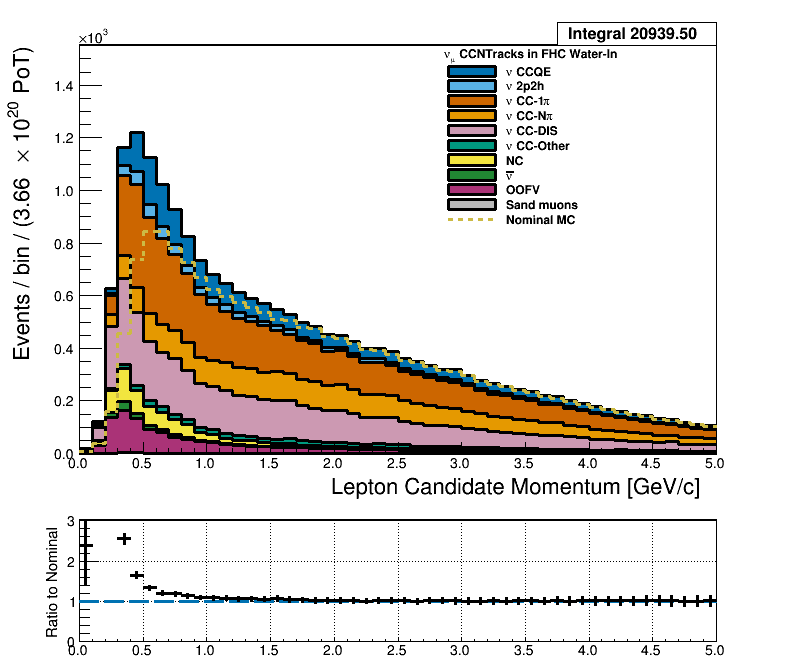 Integral 20939.50
×10³
ν_μ CCNTracks in FHC Water-In
ν CCQE
ν 2p2h
ν CC-1π
ν CC-Nπ
ν CC-DIS
ν CC-Other
NC
ν̅
OOFV
Sand muons
Nominal MC
Events / bin / (3.66 × 10²⁰ PoT)
1.4
1.2
1.0
0.8
0.6
0.4
0.2
0.0
0.0 0.5 1.0 1.5 2.0 2.5 3.0 3.5 4.0 4.5 5.0
Lepton Candidate Momentum [GeV/c]
Ratio to Nominal
3
2
1
0
0.0 0.5 1.0 1.5 2.0 2.5 3.0 3.5 4.0 4.5 5.0